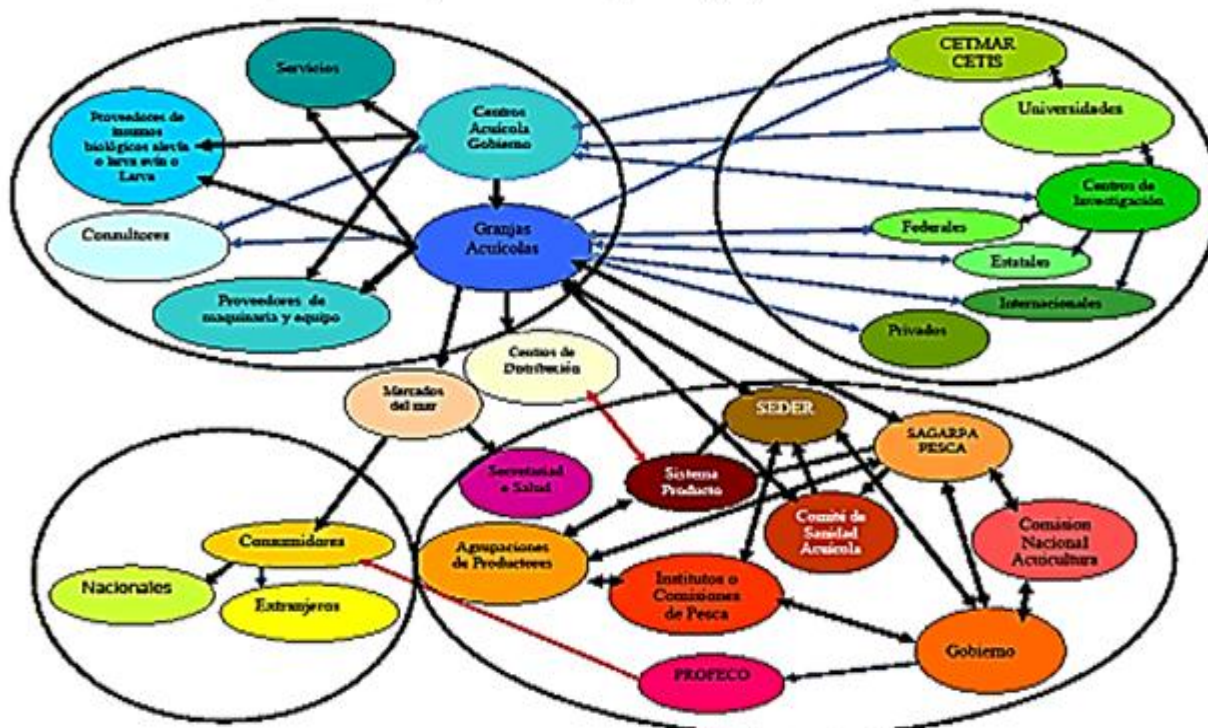 Servicios
Proveedores de
insumos
biológicos alevín
o larva evín o
Larva
Consultores
Proveedores de
maquinaria y equipo
Centros
Acuícola
Gobierno
Granjas
Acuícolas
CETMAR
CETIS
Universidades
Centros de
Investigación
Federales
Estatales
Internacionales
Privados
Centros de
Distribución
Mercados
del mar
SEDER
SAGARPA
PESCA
Secretariad
o Salud
Sistema
Producto
Comité de
Sanidad
Acuícola
Comision
Nacional
Acuicultura
Agrupaciones
de Productores
Institutos o
Comisiones
de Pesca
Gobierno
PROFECO
Consumidores
Nacionales
Extranjeros